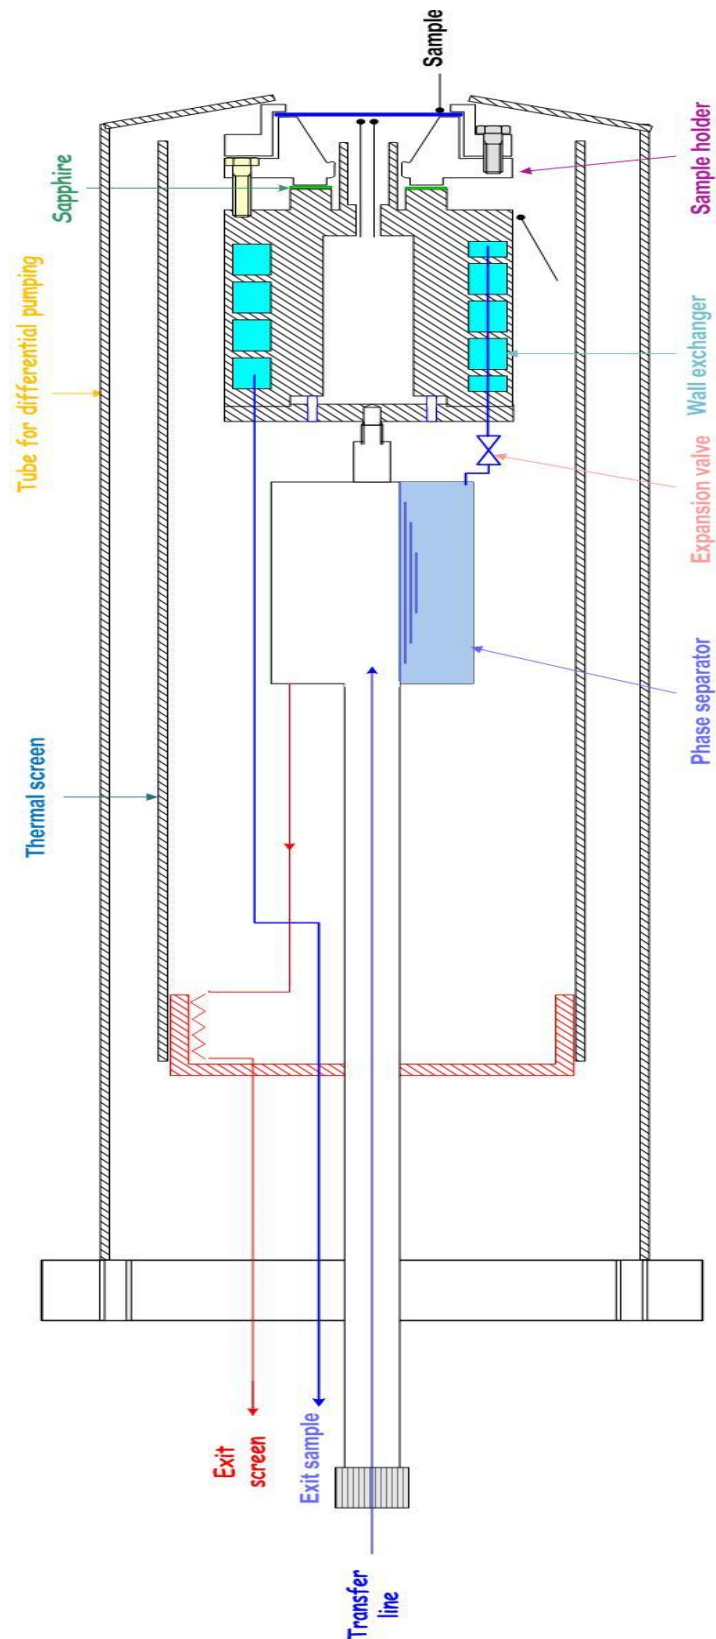 Sample
Sapphire
Sample holder
Tube for differential pumping
Wall exchanger
Expansion valve
Phase separator
Thermal screen
Exit
screen
Exit sample
Transfer
line